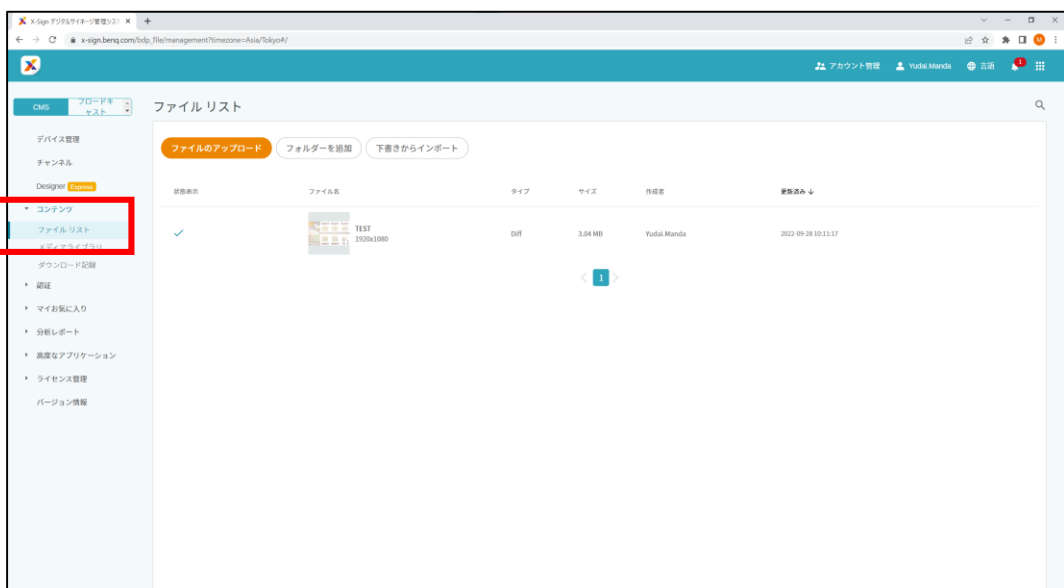 X-Sign デジタルサイネージ管理シス
x-sign.benq.com/bdp_file/management?timezone=Asia/Tokyo#/
M
アカウント管理 Yudai.Manda 言語 1
CMS ブロードキャスト
ファイル リスト
デバイス管理
チャンネル
Designer Express
コンテンツ
ファイル リスト
メディアライブラリ
ダウンロード記録
認証
マイお気に入り
分析レポート
高度なアプリケーション
ライセンス管理
バージョン情報
ファイルのアップロード フォルダーを追加 下書きからインポート
状態表示 ファイル名 タイプ サイズ 作成者 更新済み ↓
TEST
1920x1080
Diff 3.04 MB Yudai.Manda 2022-09-28 10:11:17
1